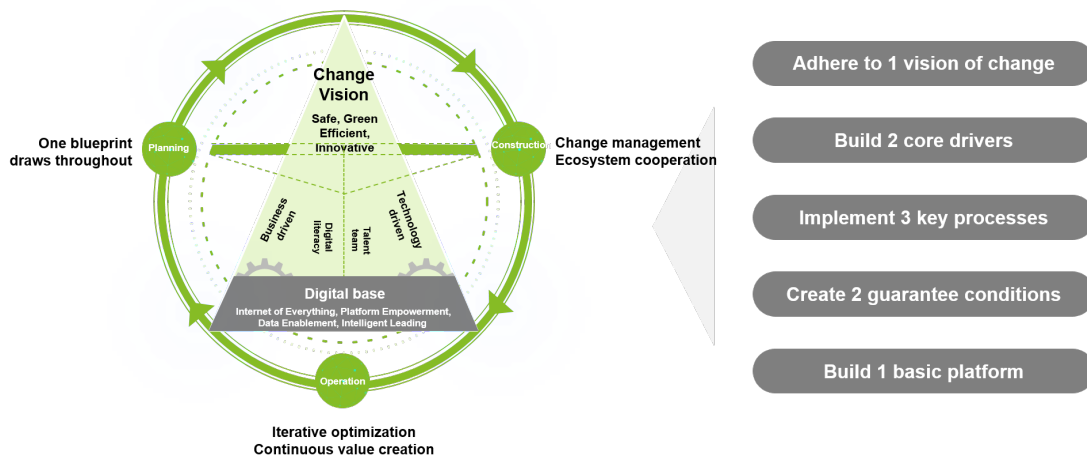 Change
Vision
Safe, Green
Efficient,
Innovative
One blueprint
draws throughout
Planning
Construction
Change management
Ecosystem cooperation
Business
driven
Digital
literacy
Talent
team
Technology
driven
Digital base
Internet of Everything, Platform Empowerment,
Data Enablement, Intelligent Leading
Operation
Iterative optimization
Continuous value creation
Adhere to 1 vision of change
Build 2 core drivers
Implement 3 key processes
Create 2 guarantee conditions
Build 1 basic platform